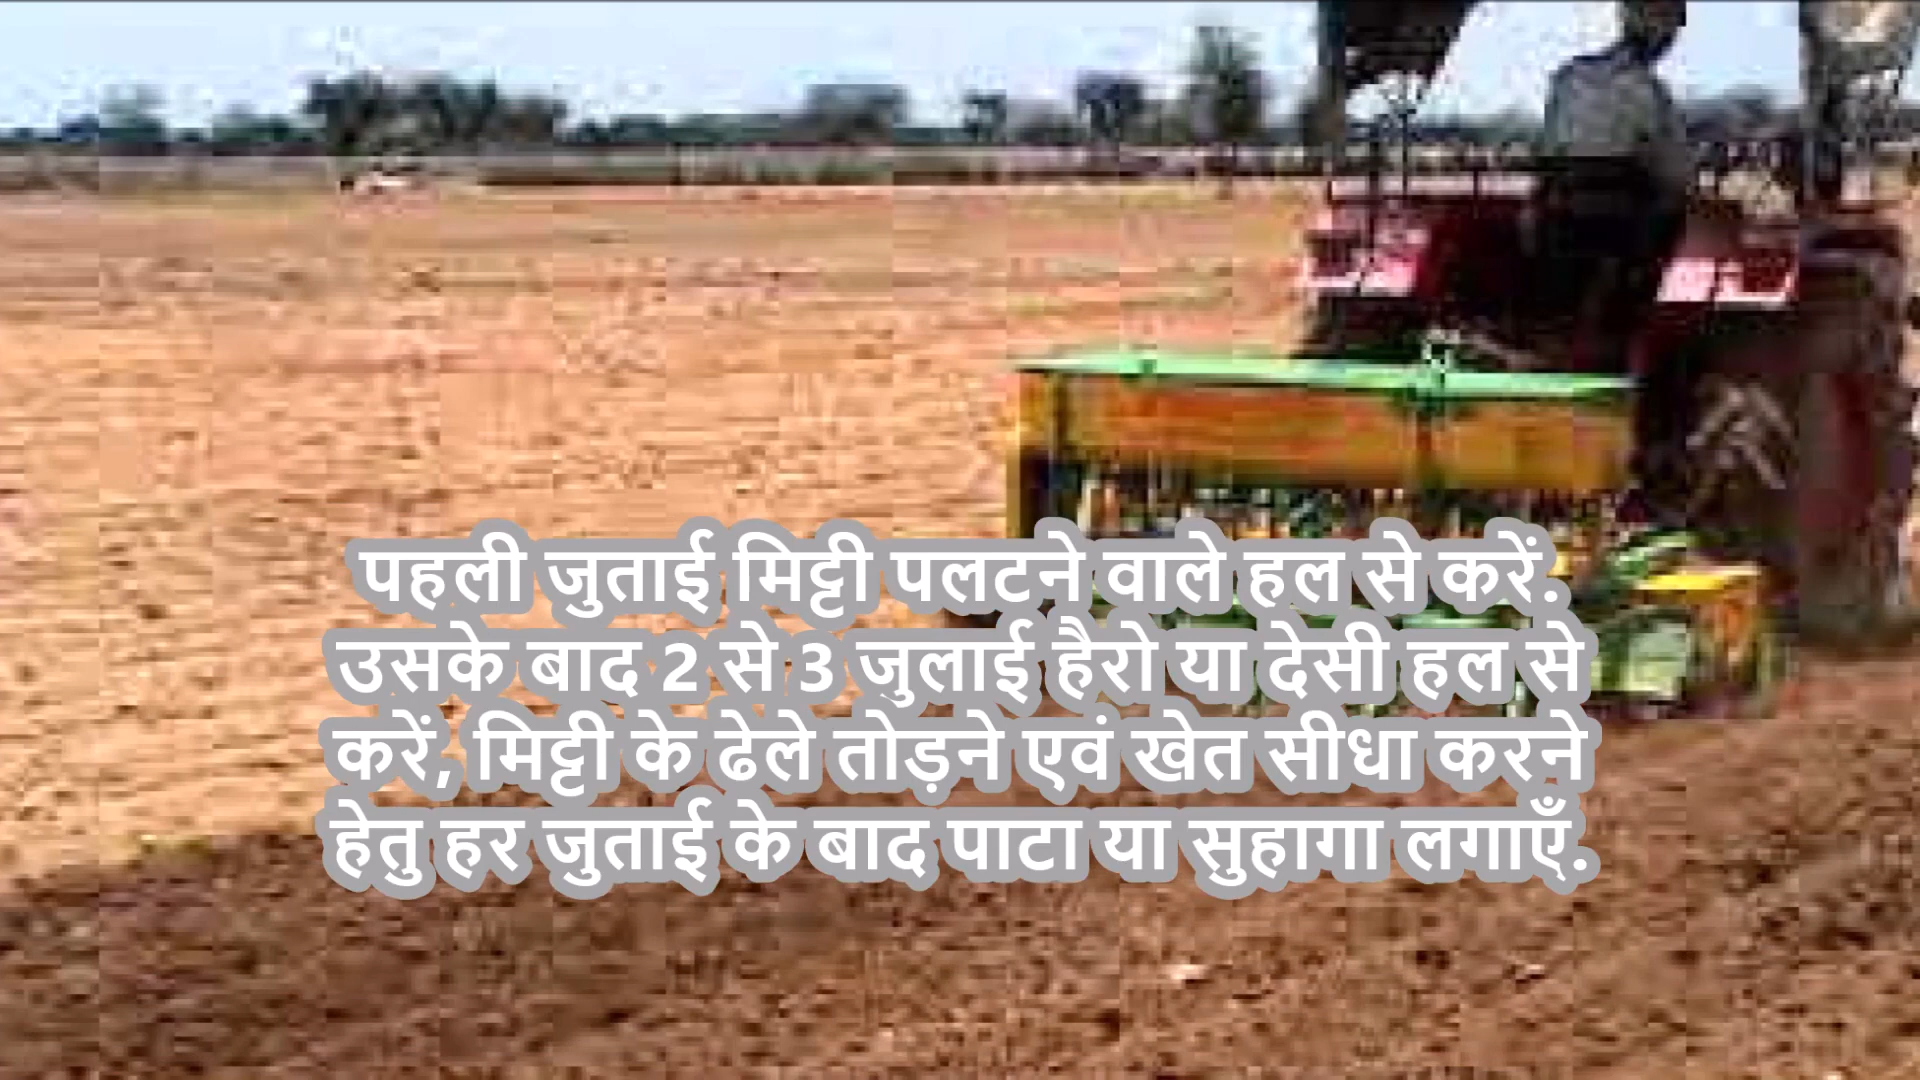 पहली जुताई मिट्टी पलटने वाले हल से करें.
उसके बाद 2 से 3 जुलाई हैरो या देसी हल से
करें, मिट्टी के ढेले तोड़ने एवं खेत सीधा करने
हेतु हर जुताई के बाद पाटा या सुहागा लगाएँ.